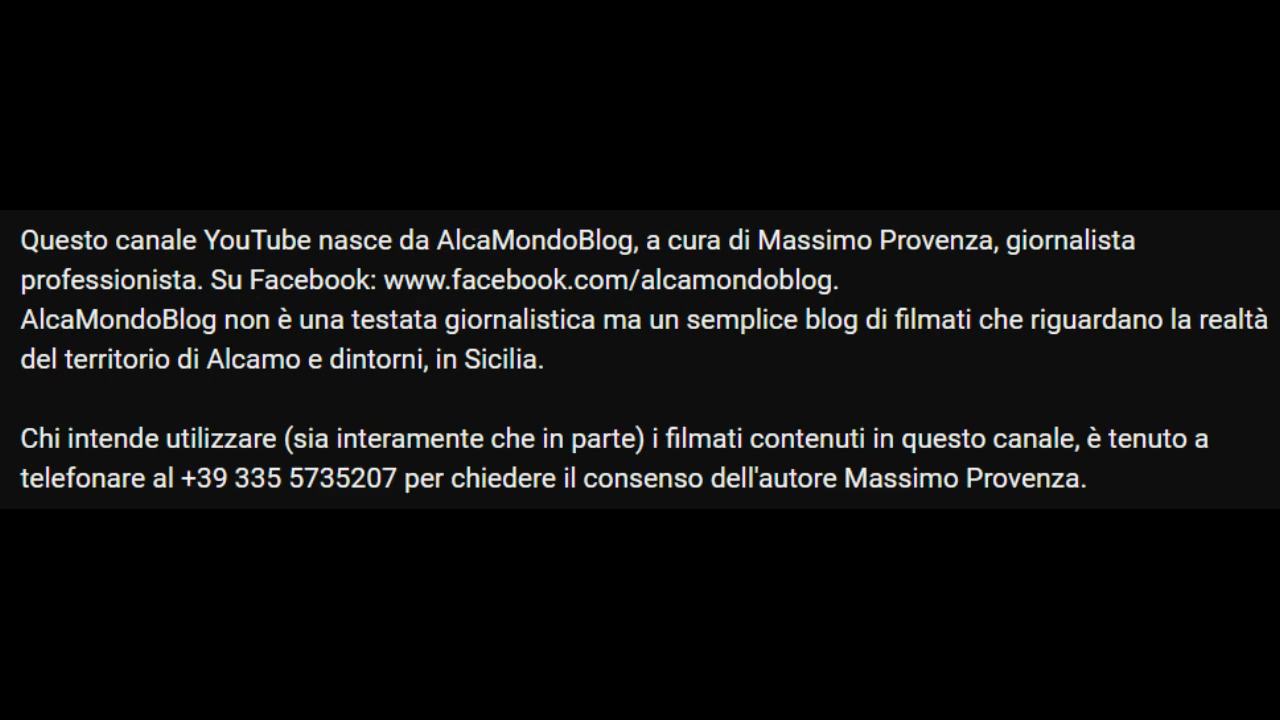 Questo canale YouTube nasce da AlcaMondoBlog, a cura di Massimo Provenza, giornalista
professionista. Su Facebook: www.facebook.com/alcamondoblog.
AlcaMondoBlog non è una testata giornalistica ma un semplice blog di filmati che riguardano la realtà
del territorio di Alcamo e dintorni, in Sicilia.
Chi intende utilizzare (sia interamente che in parte) i filmati contenuti in questo canale, è tenuto a
telefonare al +39 335 5735207 per chiedere il consenso dell'autore Massimo Provenza.